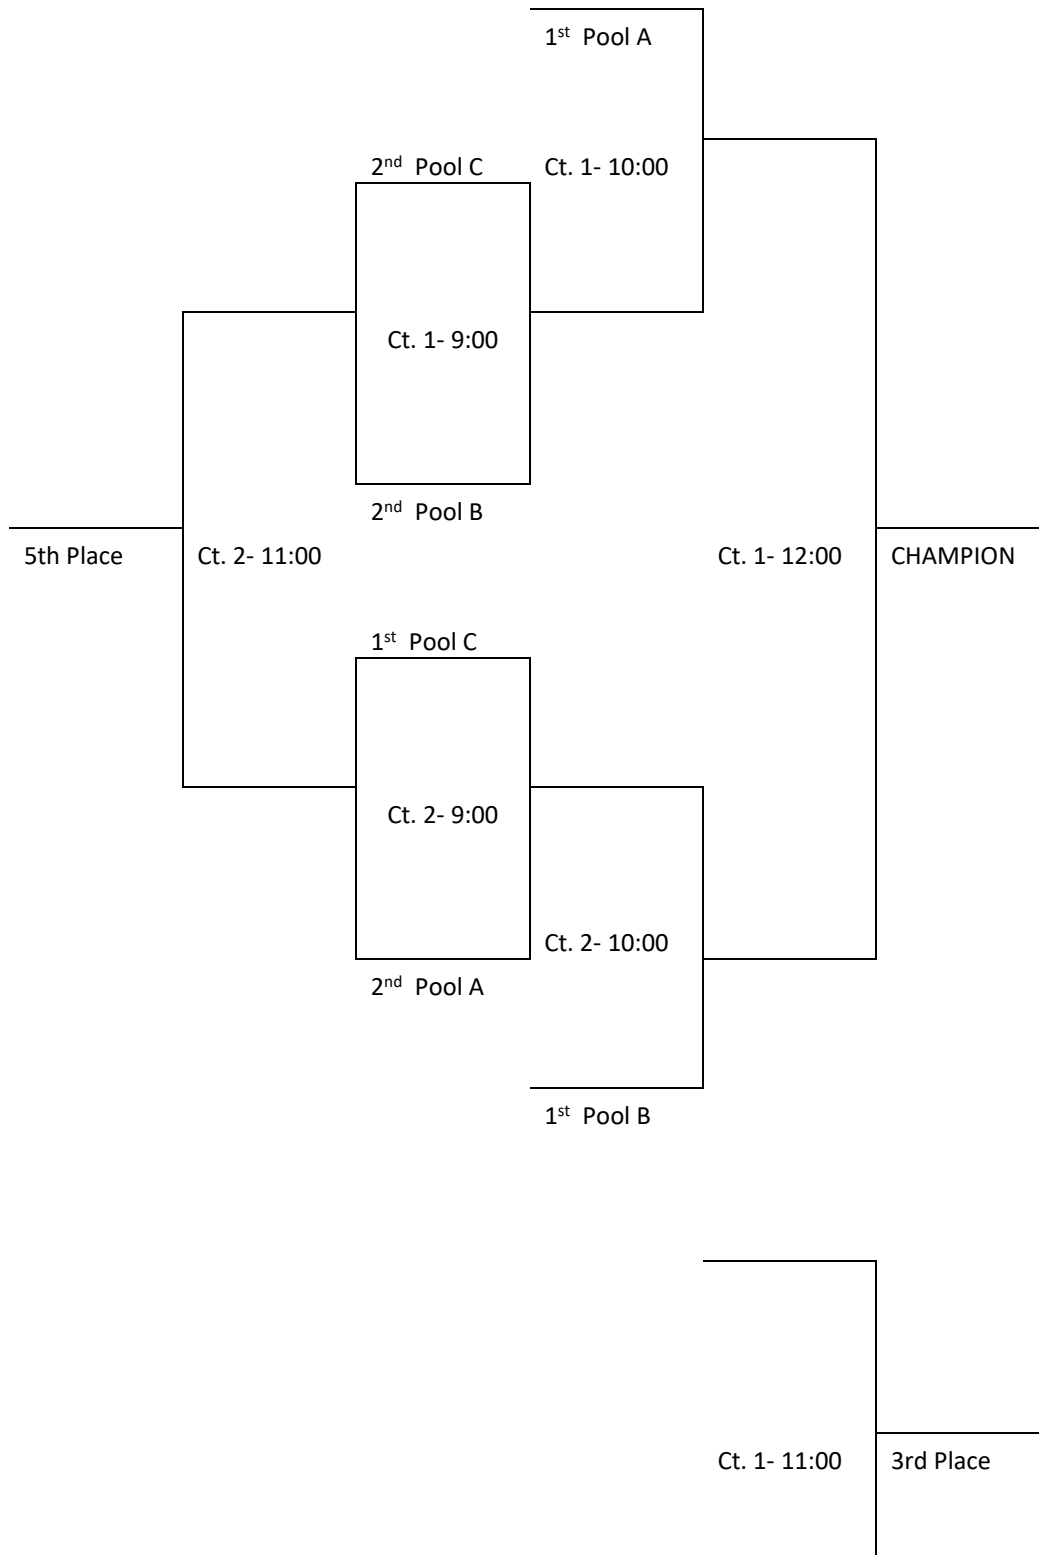 1st Pool A
2nd Pool C
Ct. 1- 10:00
Ct. 1- 9:00
2nd Pool B
5th Place
Ct. 2- 11:00
Ct. 1- 12:00
CHAMPION
1st Pool C
Ct. 2- 9:00
Ct. 2- 10:00
2nd Pool A
1st Pool B
Ct. 1- 11:00
3rd Place